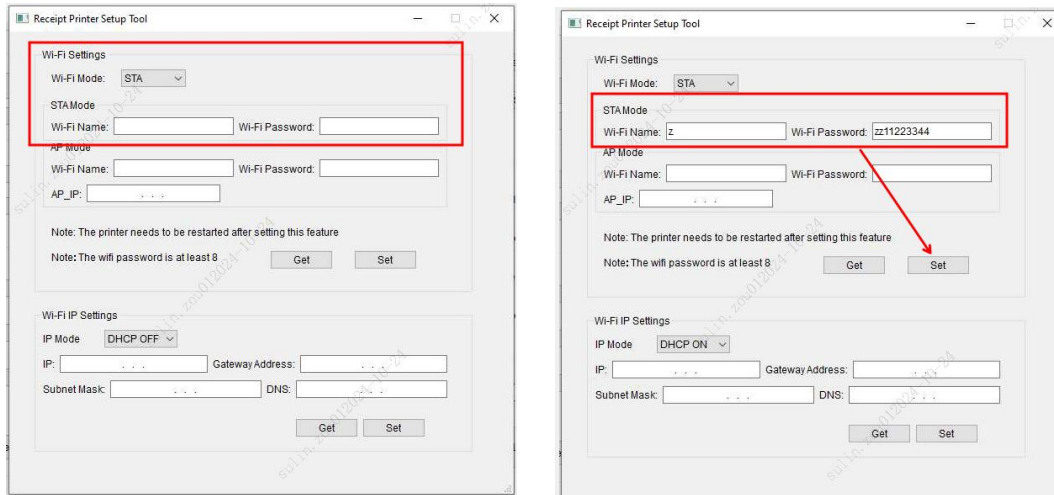 Receipt Printer Setup Tool
Wi-Fi Settings
Wi-Fi Mode: STA
STA Mode
Wi-Fi Name: Wi-Fi Password:
AP Mode
Wi-Fi Name: Wi-Fi Password:
AP_IP: . . .
Note: The printer needs to be restarted after setting this feature
Note: The wifi password is at least 8 Get Set
Wi-Fi IP Settings
IP Mode DHCP OFF
IP: . . . Gateway Address: . . .
Subnet Mask: . . . DNS: . . .
Get Set
Receipt Printer Setup Tool
Wi-Fi Settings
Wi-Fi Mode: STA
STA Mode
Wi-Fi Name: z Wi-Fi Password: zz11223344
AP Mode
Wi-Fi Name: Wi-Fi Password:
AP_IP: . . .
Note: The printer needs to be restarted after setting this feature
Note: The wifi password is at least 8 Get Set
Wi-Fi IP Settings
IP Mode DHCP ON
IP: . . . Gateway Address: . . .
Subnet Mask: . . . DNS: . . .
Get Set
sulin.zou012024-10-24